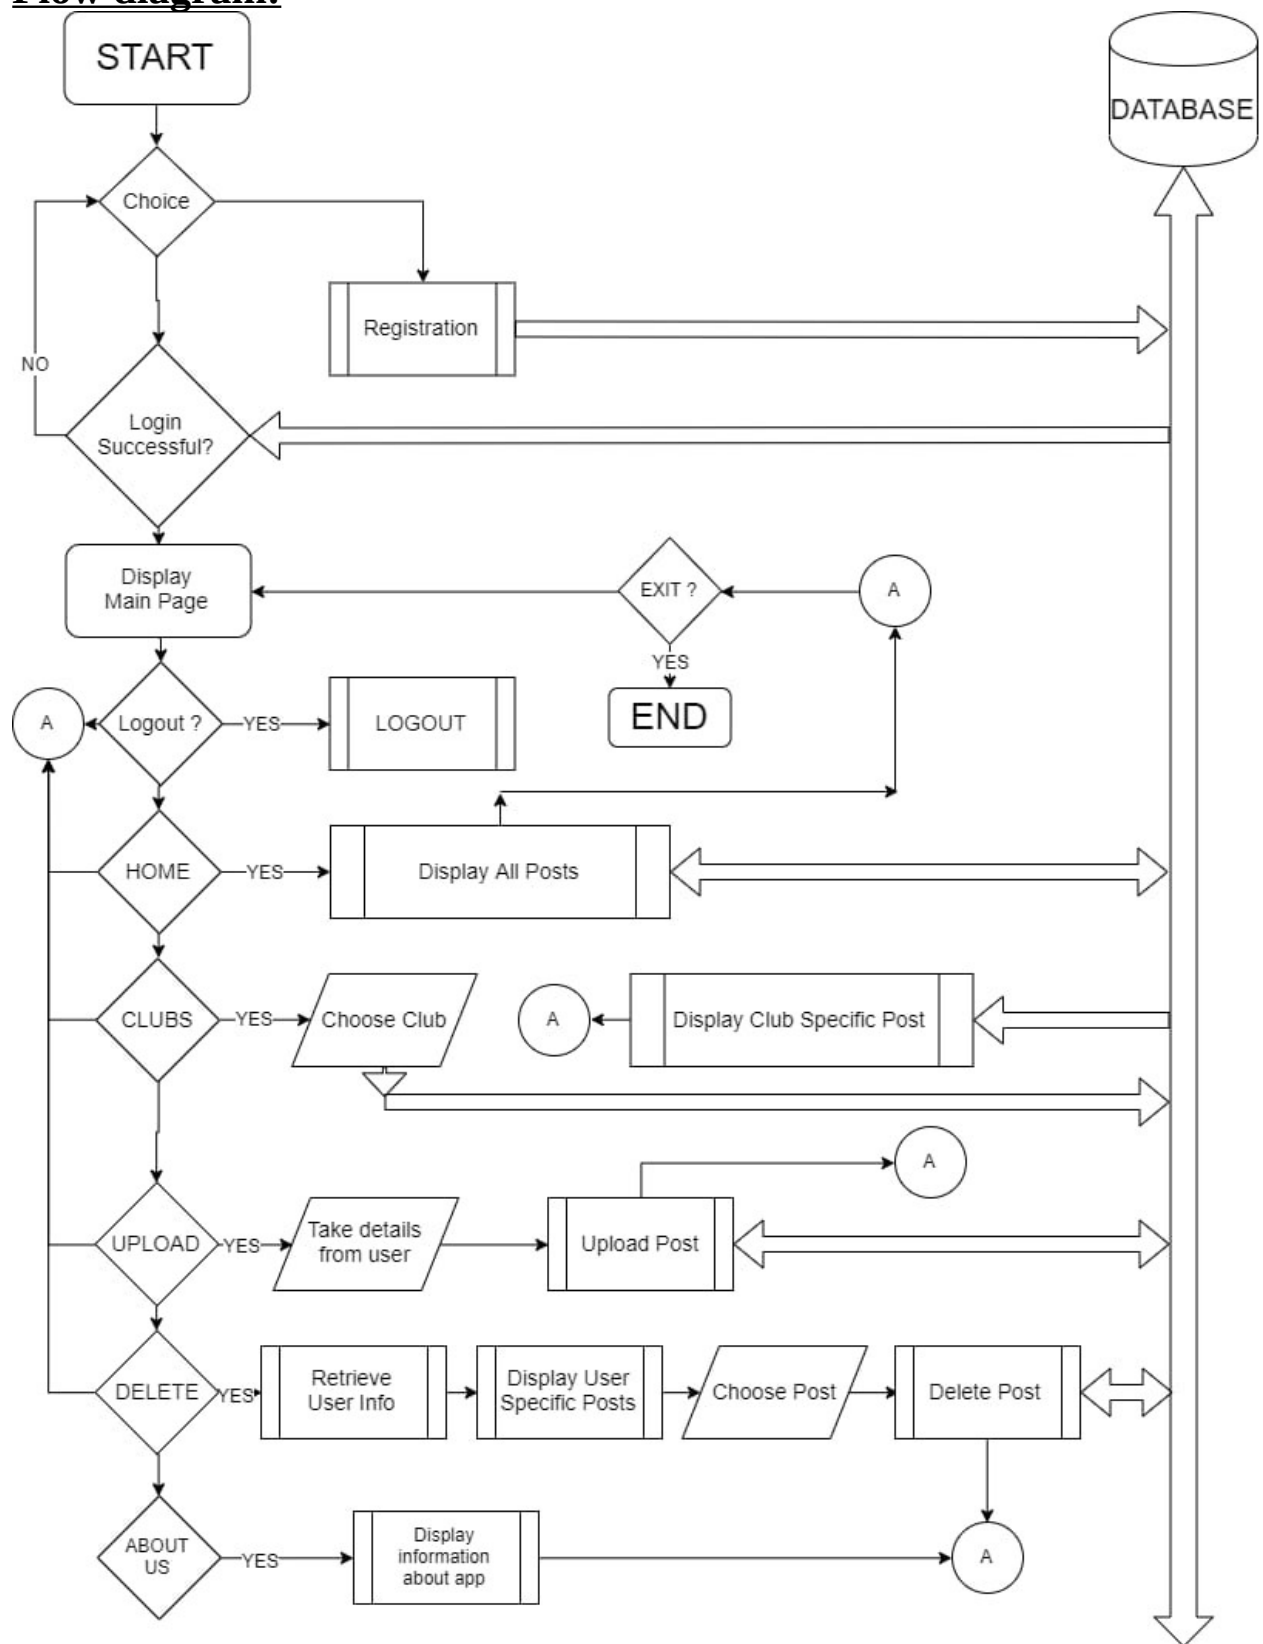 Flow diagram:
START
DATABASE
Choice
Registration
NO
Login
Successful?
Display
Main Page
EXIT ?
A
YES
END
A
Logout ?
YES
LOGOUT
HOME
YES
Display All Posts
CLUBS
YES
Choose Club
A
Display Club Specific Post
A
UPLOAD
YES
Take details
from user
Upload Post
DELETE
YES
Retrieve
User Info
Display User
Specific Posts
Choose Post
Delete Post
ABOUT
US
YES
Display
information
about app
A